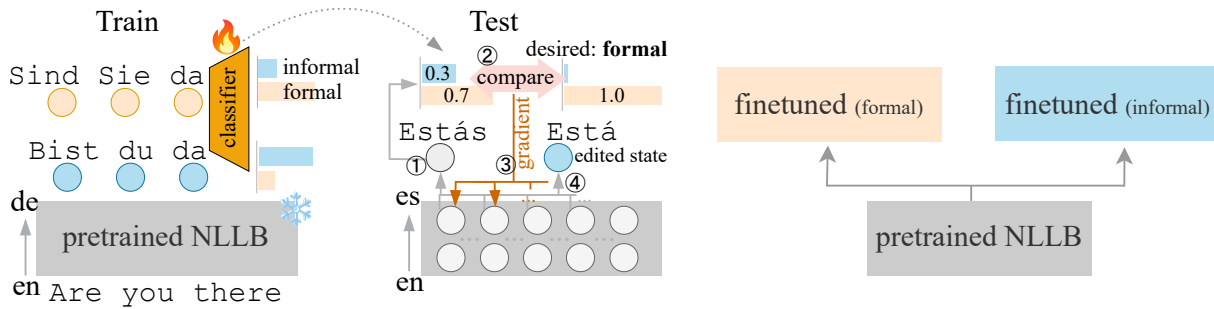 Train
Sind Sie da
informal
formal
classifier
Bist du da
de
pretrained NLLB
en
Are you there
Test
desired: formal
②
0.3
compare
0.7
1.0
Estás
gradient
Está
①
③
edited state
④
es
...
...
en
finetuned (formal)
finetuned (informal)
pretrained NLLB